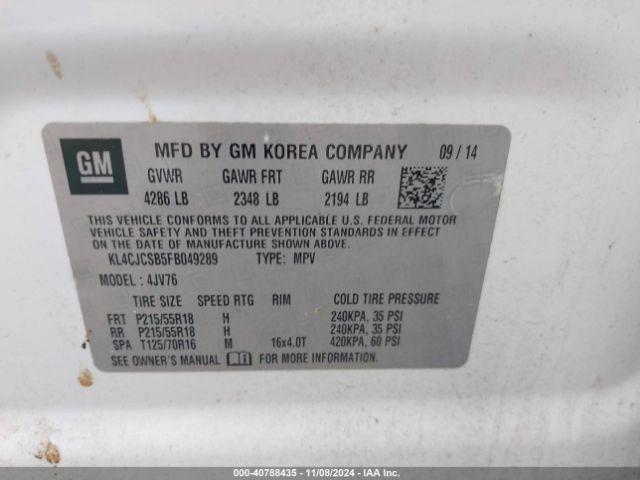 GM
MFD BY GM KOREA COMPANY 09 / 14
GVWR GAWR FRT GAWR RR
4286 LB 2348 LB 2194 LB
THIS VEHICLE CONFORMS TO ALL APPLICABLE U.S. FEDERAL MOTOR
VEHICLE SAFETY AND THEFT PREVENTION STANDARDS IN EFFECT ON
THE DATE OF MANUFACTURE SHOWN ABOVE.
KL4CJCSB5FB049289 TYPE: MPV
MODEL : 4JV76
TIRE SIZE SPEED RTG RIM COLD TIRE PRESSURE
FRT P215/55R18 H 240KPA, 35 PSI
RR P215/55R18 H 240KPA, 35 PSI
SPA T125/70R16 M 16x4.0T 420KPA, 60 PSI
SEE OWNER'S MANUAL FOR MORE INFORMATION.
000-40788435 - 11/08/2024 - IAA Inc.